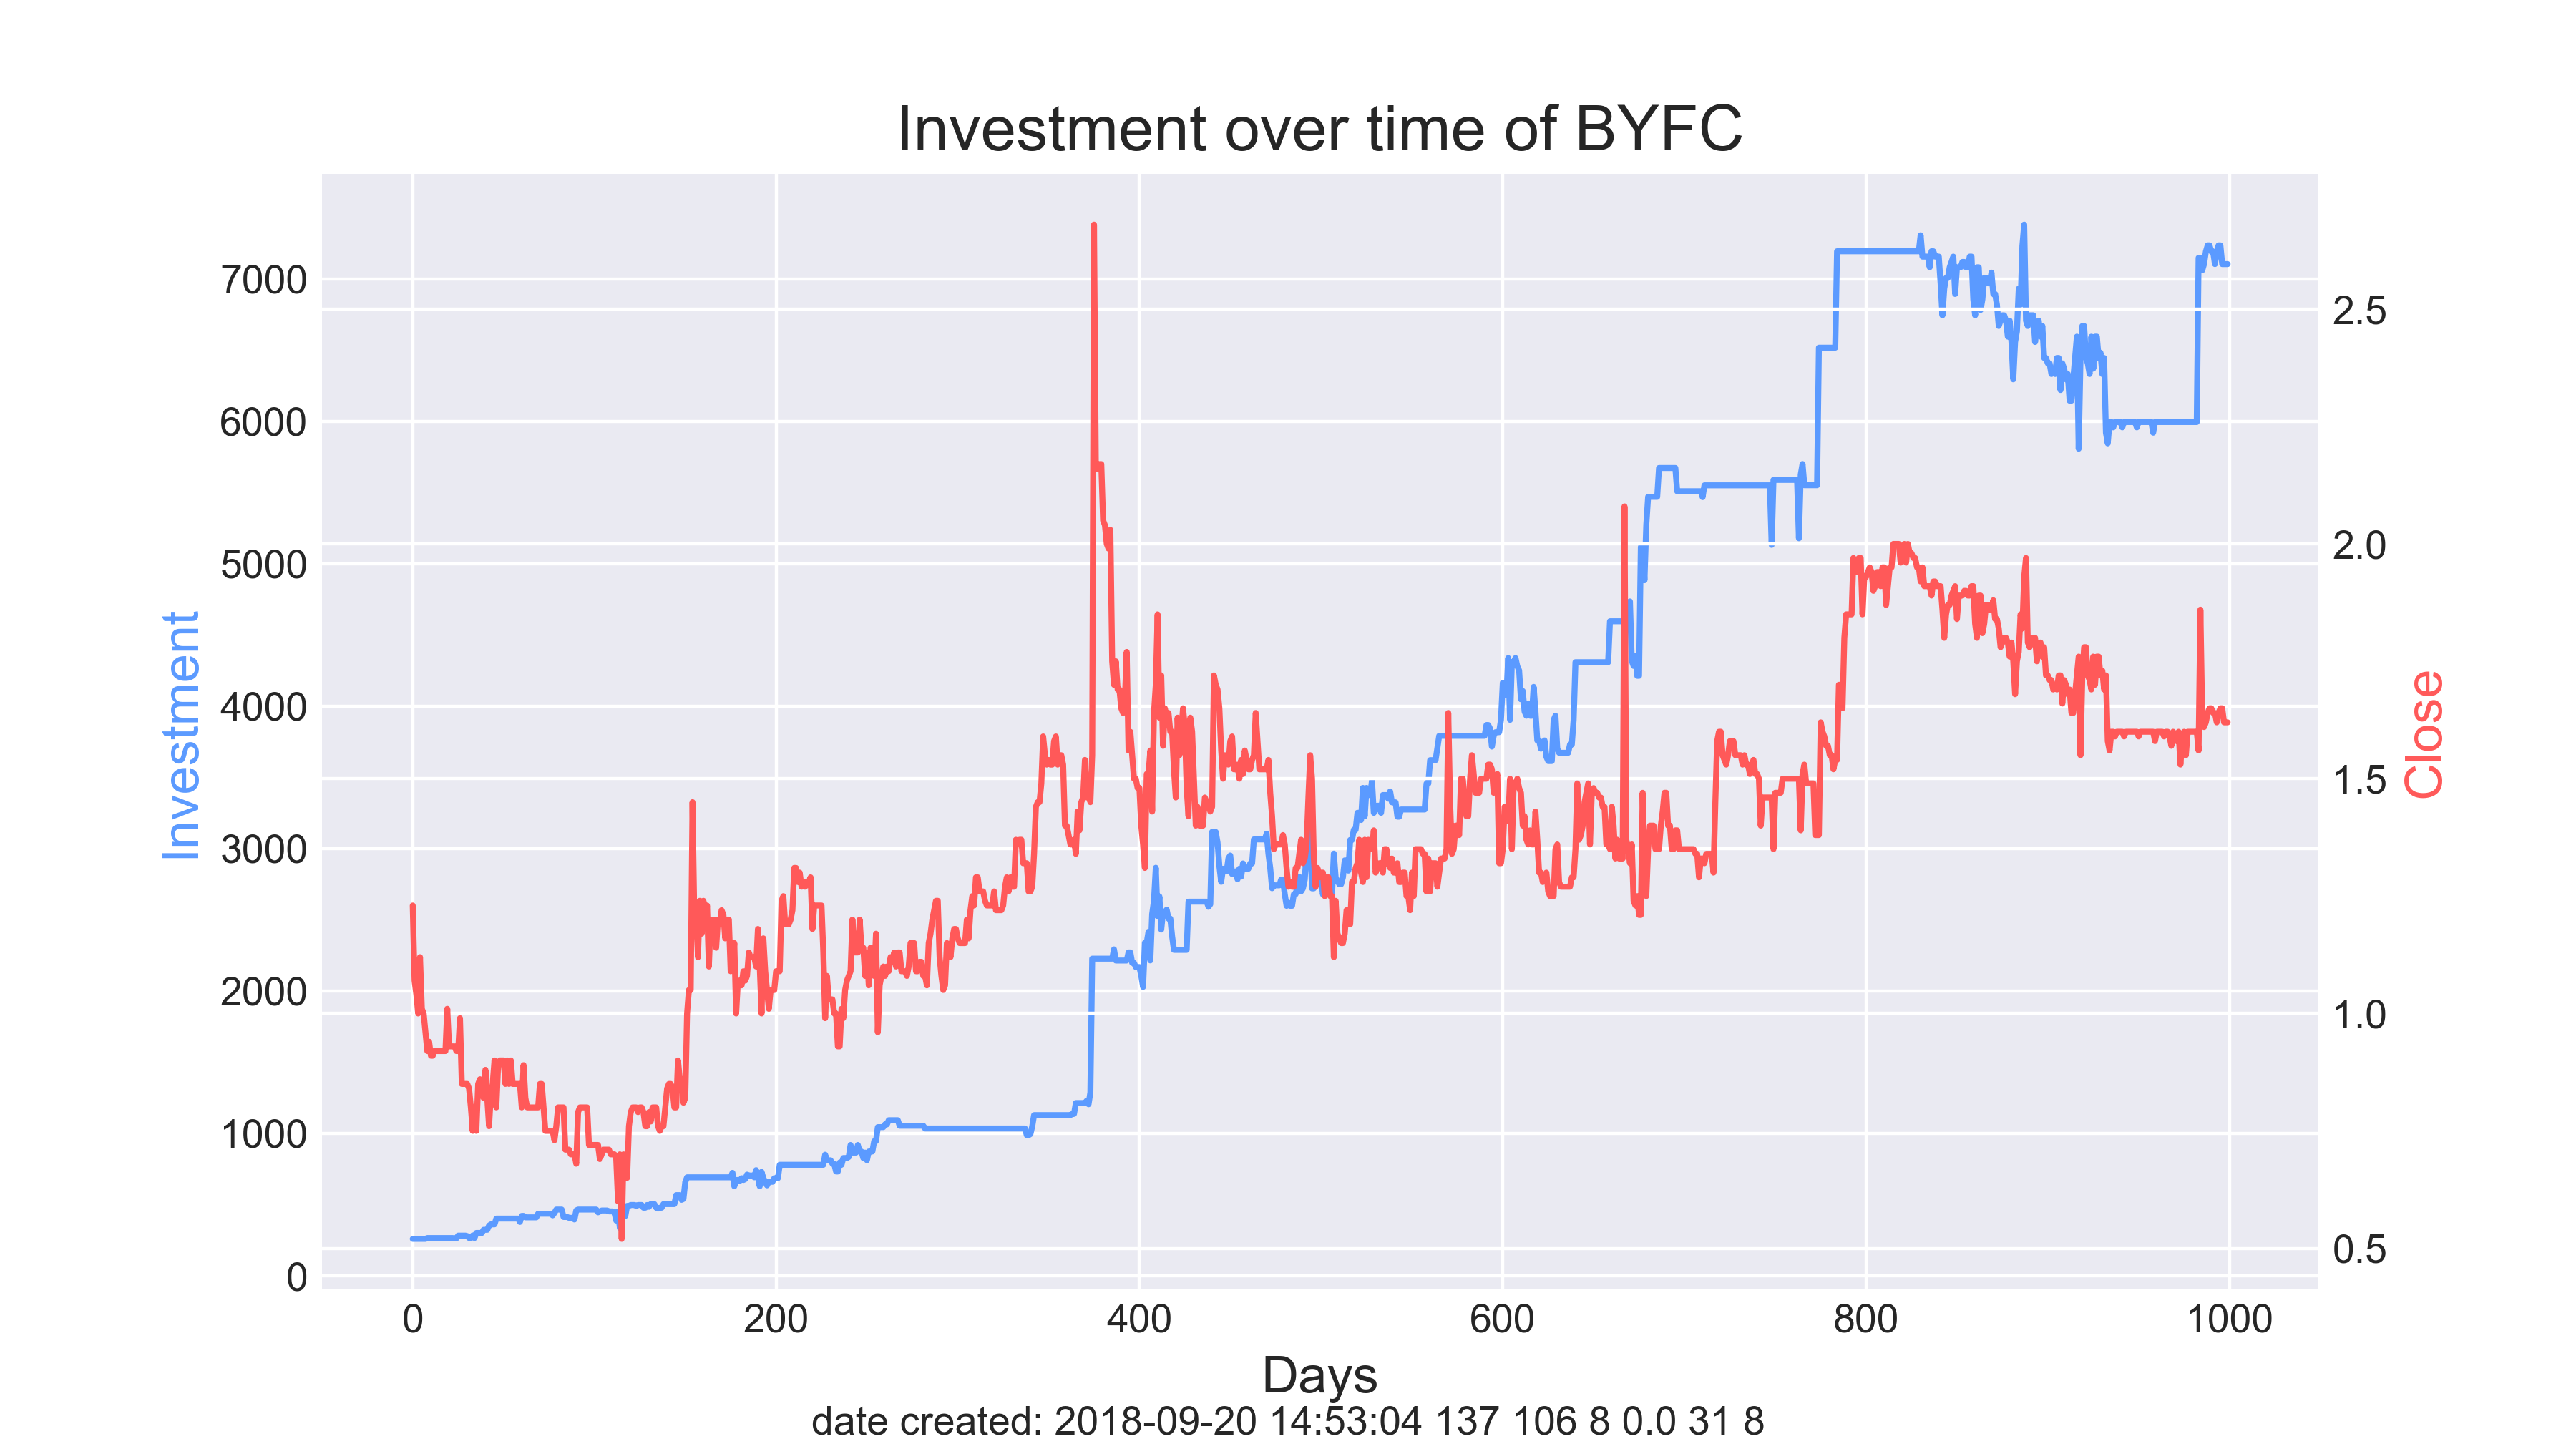 Investment over time of BYFC
7000
6000
5000
4000
3000
2000
1000
0
Investment
2.5
2.0
1.5
1.0
0.5
Close
0 200 400 600 800 1000
Days
date created: 2018-09-20 14:53:04 137 106 8 0.0 31 8